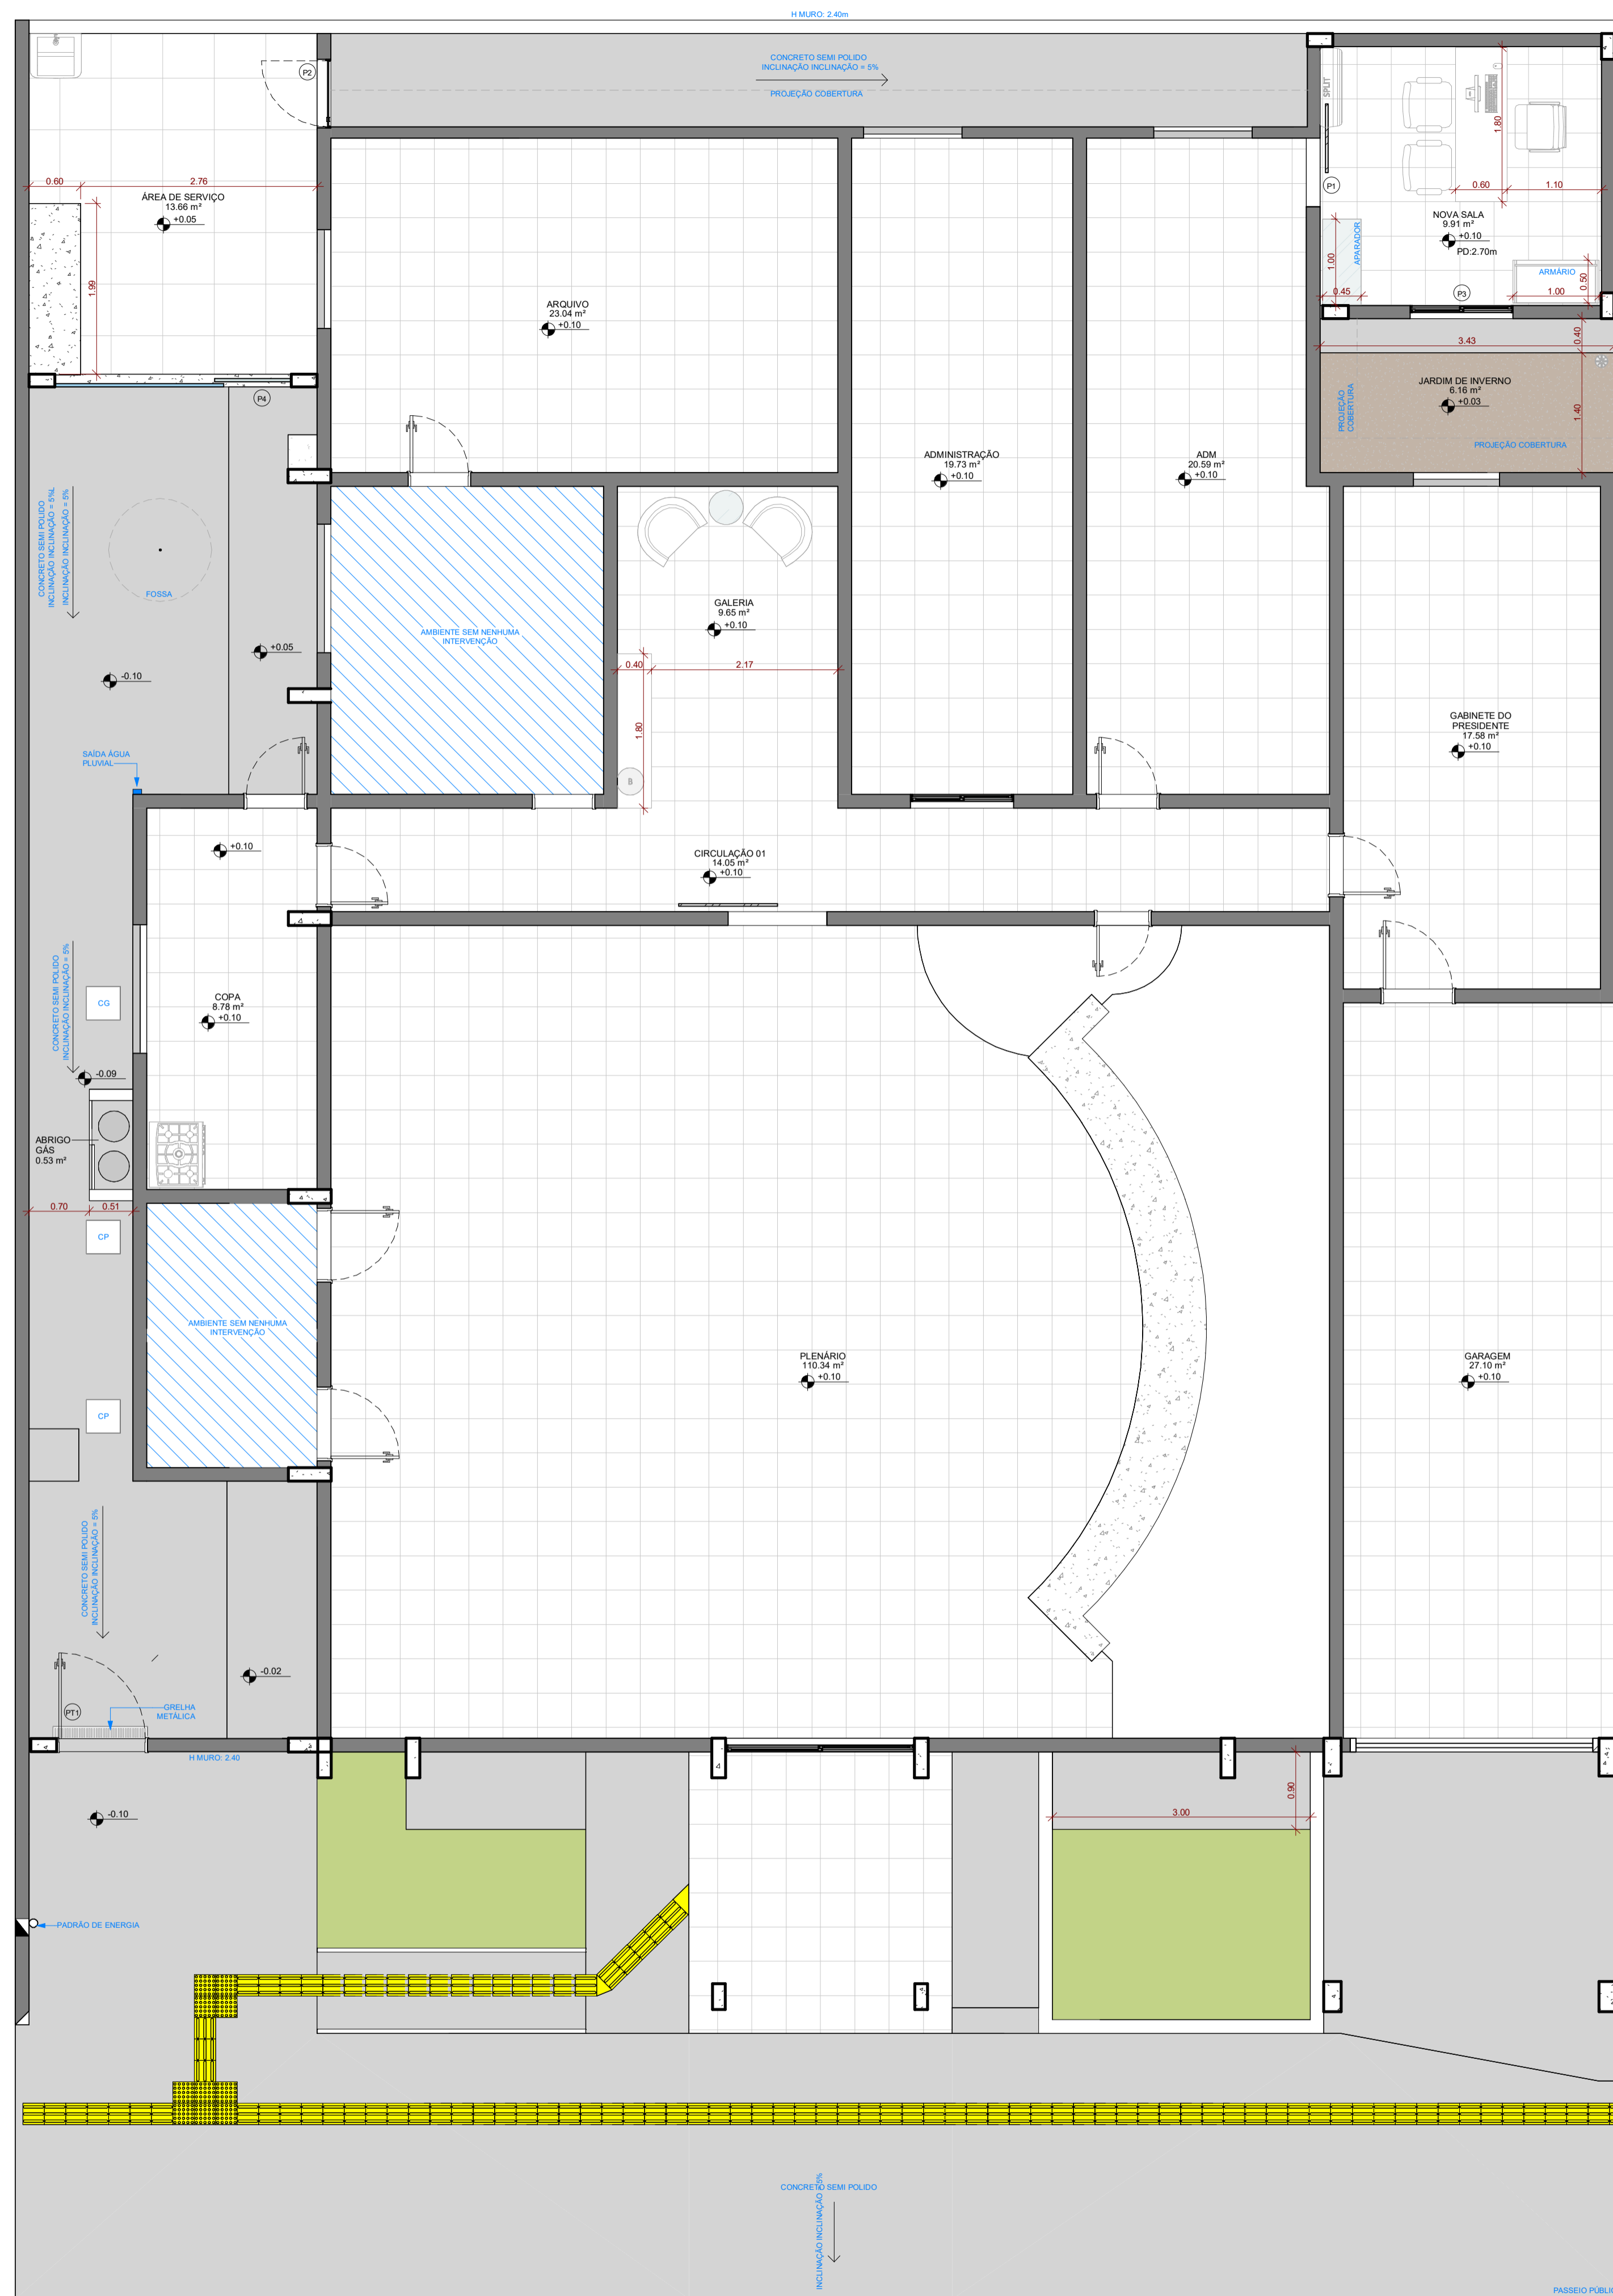 H MURO: 2.40m
CONCRETO SEMI POLIDO
INCLINAÇÃO INCLINAÇÃO = 5%
PROJEÇÃO COBERTURA
P2
0.60
2.76
ÁREA DE SERVIÇO
13.66 m²
+0.05
1.99
P4
SPLIT
1.80
P1
0.60
1.10
NOVA SALA
9.91 m²
+0.10
PD:2.70m
APARADOR
1.00
0.45
P3
ARMÁRIO
1.00
0.50
ARQUIVO
23.04 m²
+0.10
3.43
0.40
JARDIM DE INVERNO
6.16 m²
+0.03
1.40
PROJEÇÃO
COBERTURA
PROJEÇÃO COBERTURA
ADMINISTRAÇÃO
19.73 m²
+0.10
ADM
20.59 m²
+0.10
CONCRETO SEMI POLIDO
INCLINAÇÃO INCLINAÇÃO = 5%L
INCLINAÇÃO INCLINAÇÃO = 5%
FOSSA
+0.05
-0.10
AMBIENTE SEM NENHUMA
INTERVENÇÃO
GALERIA
9.65 m²
+0.10
0.40
2.17
1.80
B
GABINETE DO
PRESIDENTE
17.58 m²
+0.10
SAÍDA ÁGUA
PLUVIAL
+0.10
CIRCULAÇÃO 01
14.05 m²
+0.10
CONCRETO SEMI POLIDO
INCLINAÇÃO INCLINAÇÃO = 5%
CG
COPA
8.78 m²
+0.10
-0.09
ABRIGO
GÁS
0.53 m²
0.70
0.51
CP
AMBIENTE SEM NENHUMA
INTERVENÇÃO
CP
PLENÁRIO
110.34 m²
+0.10
GARAGEM
27.10 m²
+0.10
CONCRETO SEMI POLIDO
INCLINAÇÃO INCLINAÇÃO = 5%
-0.02
PT1
GRELHA
METÁLICA
H MURO: 2.40
-0.10
0.90
3.00
PADRÃO DE ENERGIA
CONCRETO SEMI POLIDO
INCLINAÇÃO INCLINAÇÃO 5%
PASSEIO PÚBLIC